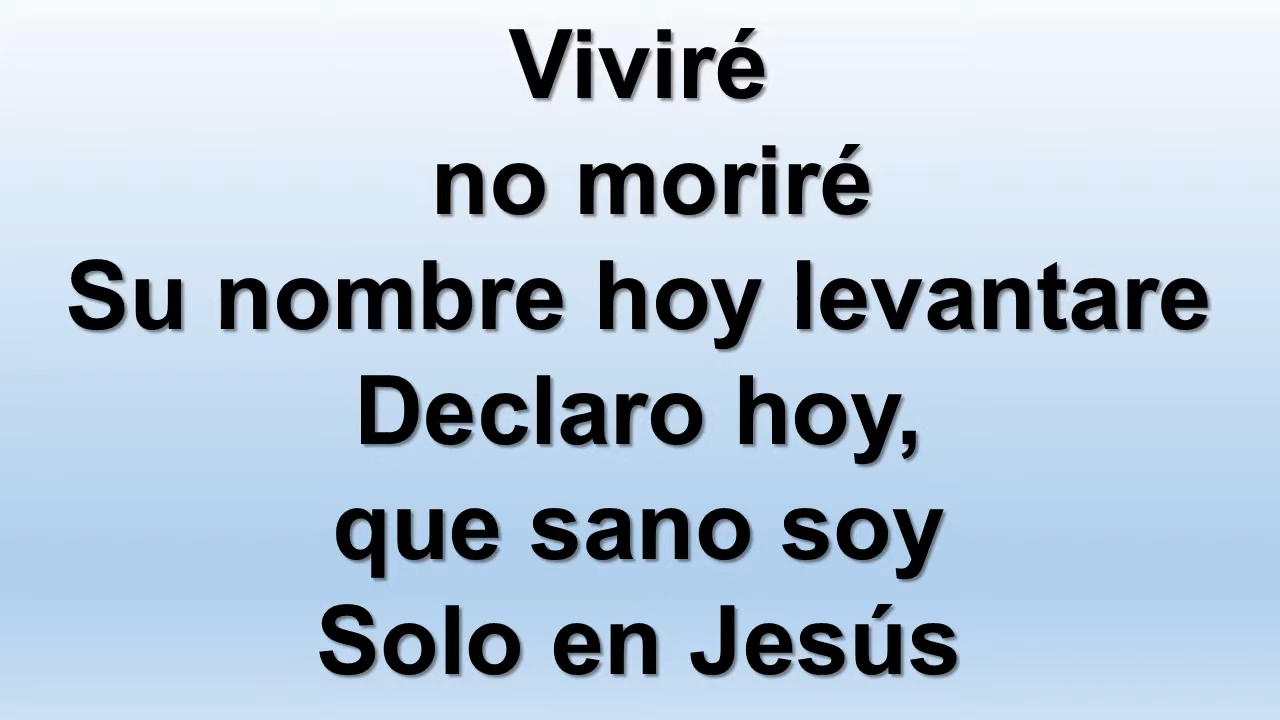 Viviré
no moriré
Su nombre hoy levantare
Declaro hoy,
que sano soy
Solo en Jesús